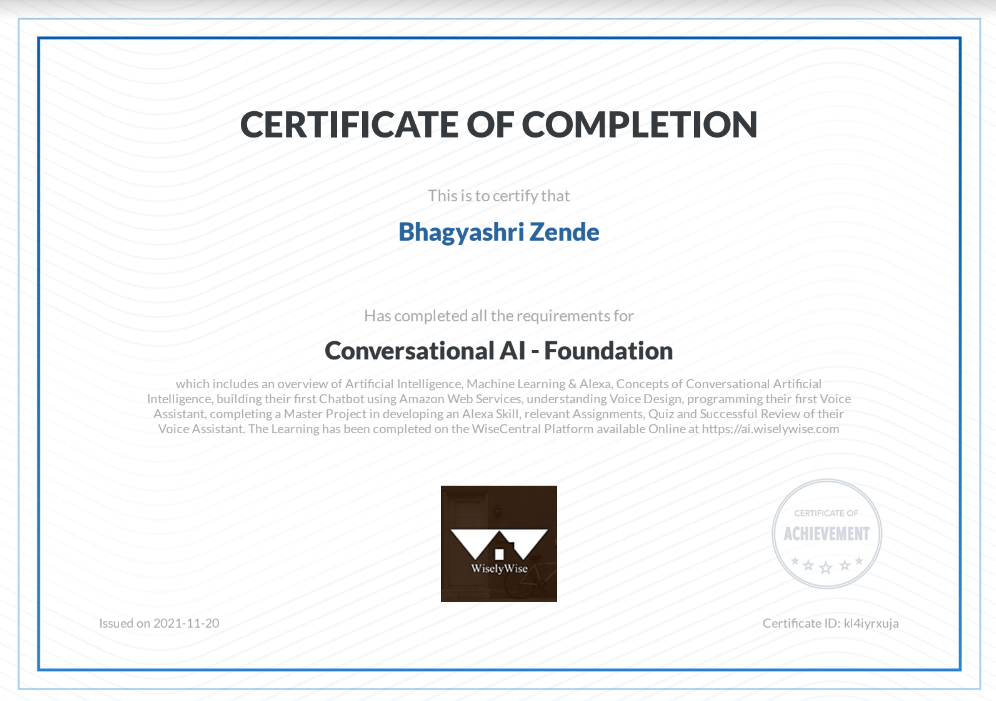 CERTIFICATE OF COMPLETION
This is to certify that
Bhagyashri Zende
Has completed all the requirements for
Conversational AI - Foundation
which includes an overview of Artificial Intelligence, Machine Learning & Alexa, Concepts of Conversational Artificial
Intelligence, building their first Chatbot using Amazon Web Services, understanding Voice Design, programming their first Voice
Assistant, completing a Master Project in developing an Alexa Skill, relevant Assignments, Quiz and Successful Review of their
Voice Assistant. The Learning has been completed on the WiseCentral Platform available Online at https://ai.wiselywise.com
WiselyWise
CERTIFICATE OF
ACHIEVEMENT
Issued on 2021-11-20
Certificate ID: kl4iyrxuja